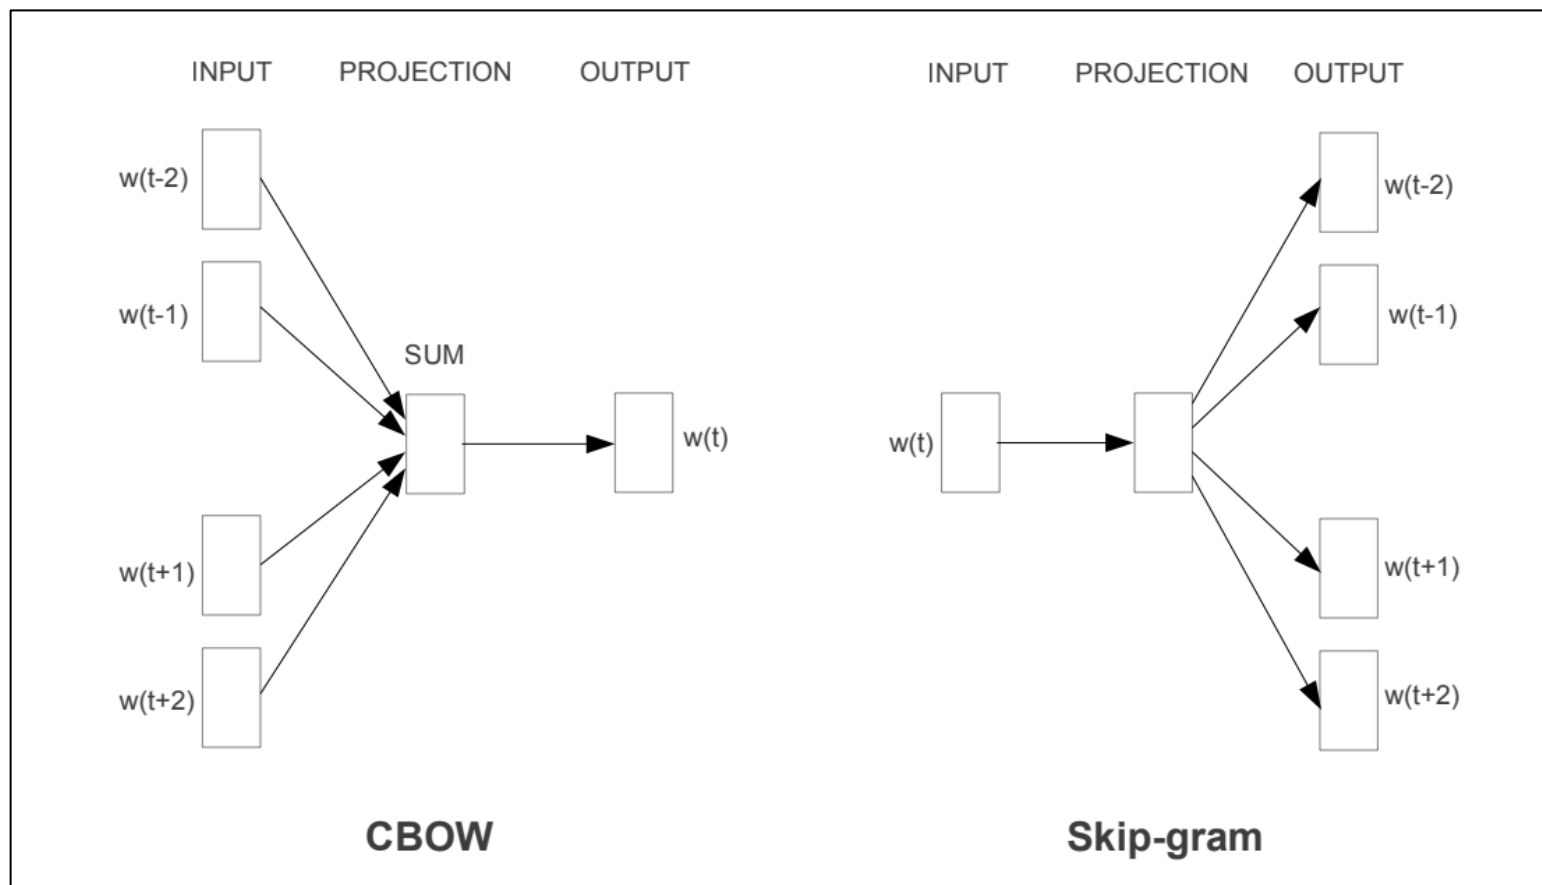 INPUT PROJECTION OUTPUT
w(t-2)
w(t-1)
SUM
w(t)
w(t+1)
w(t+2)
CBOW
INPUT PROJECTION OUTPUT
w(t-2)
w(t-1)
w(t)
w(t+1)
w(t+2)
Skip-gram